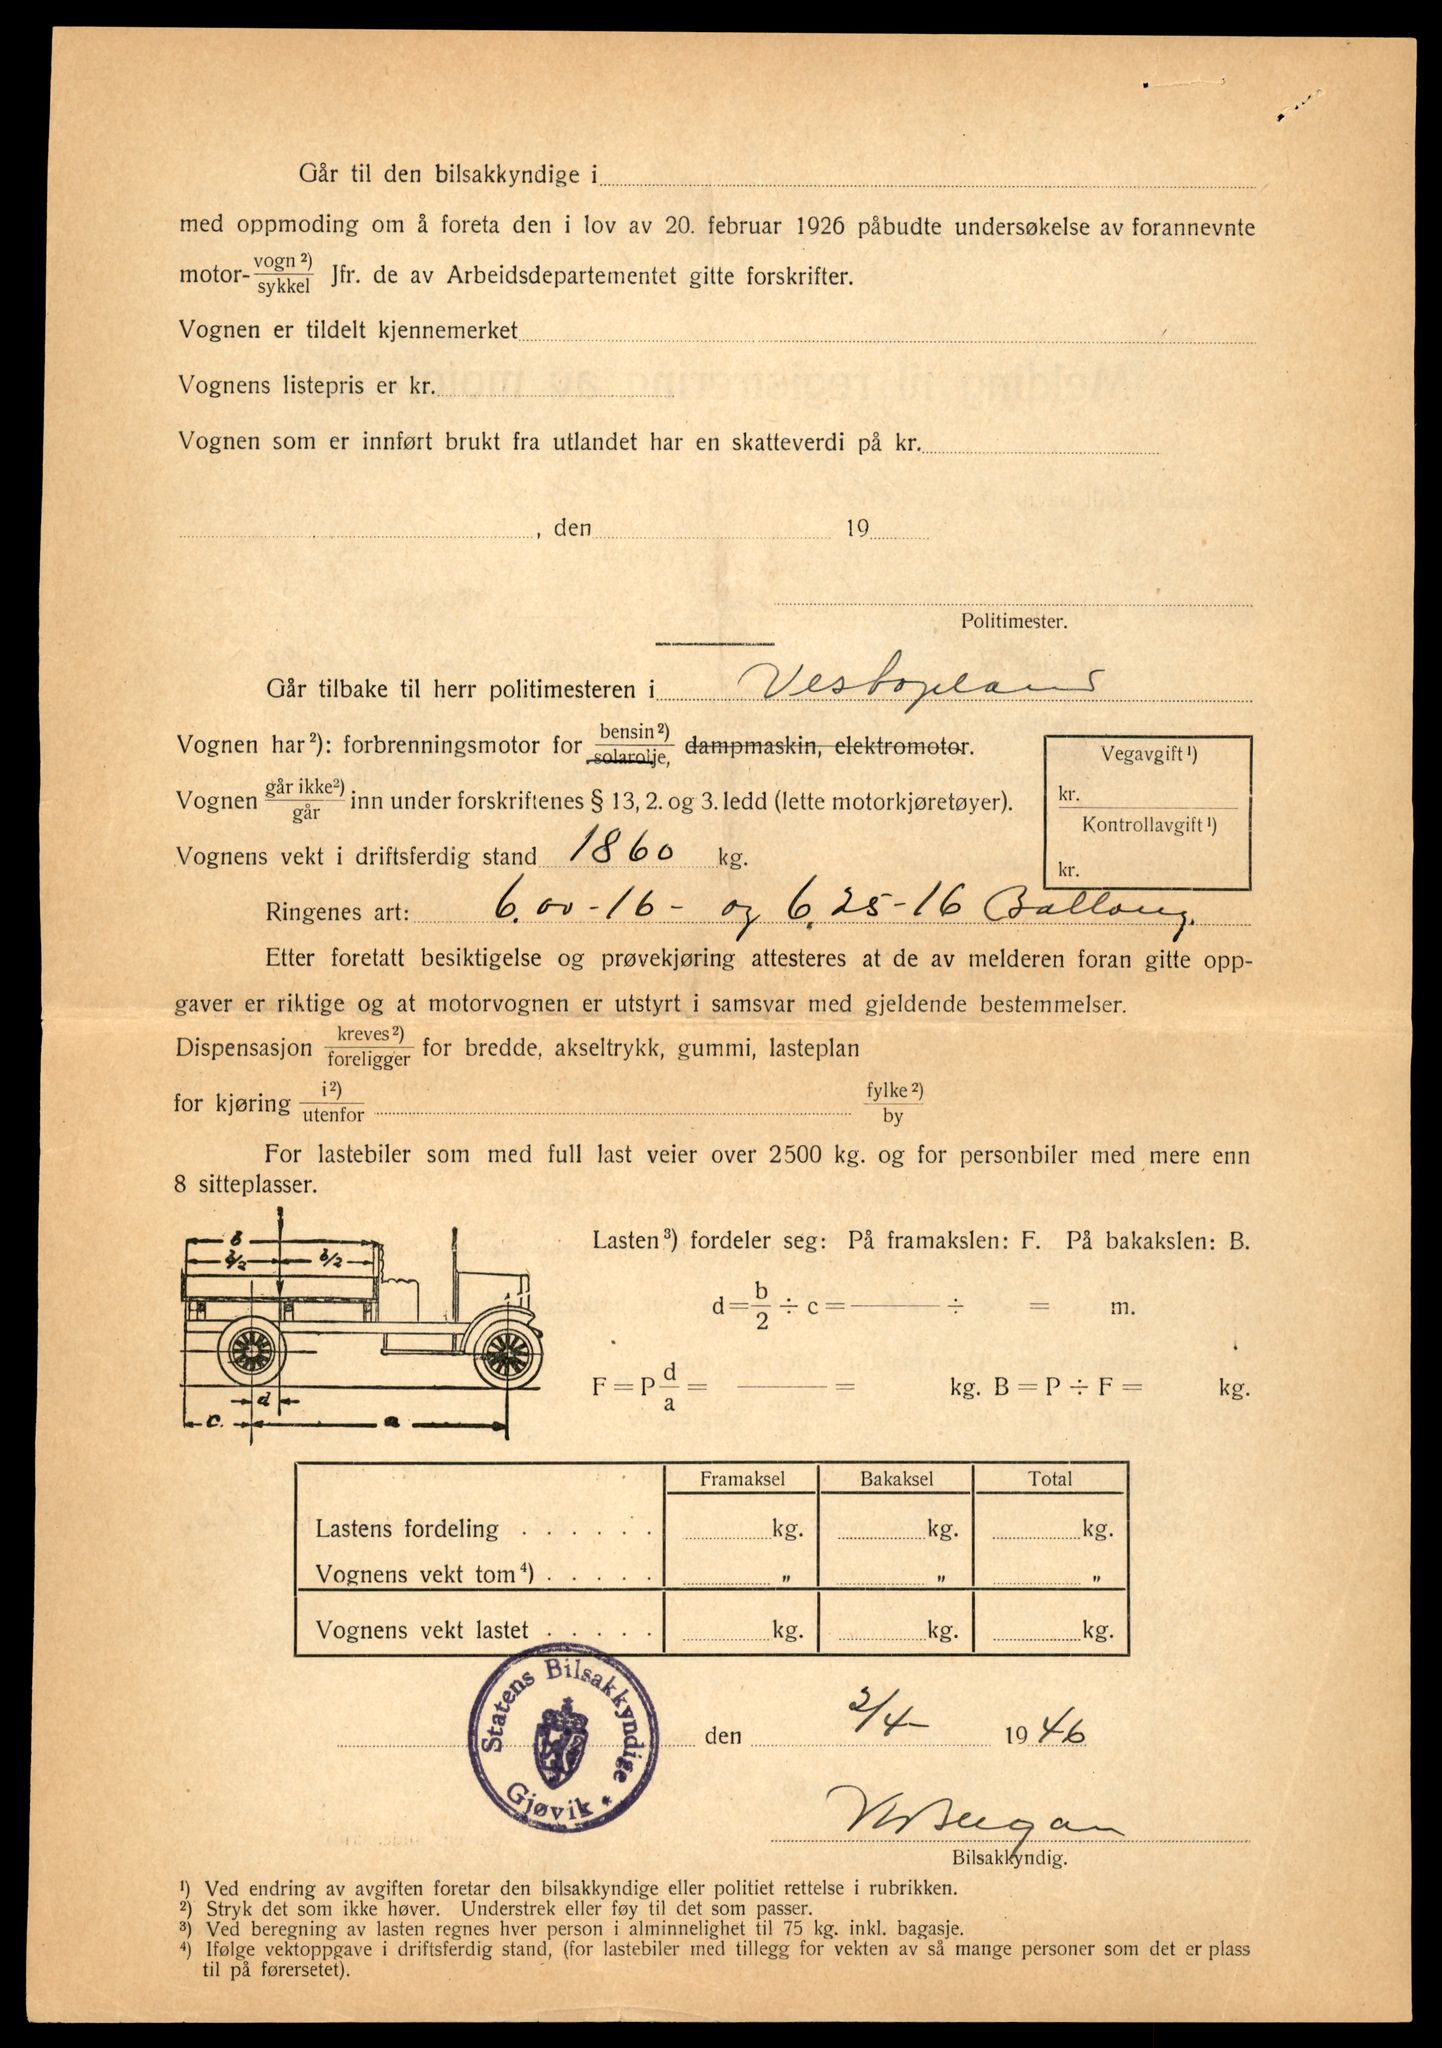 Går til den bilsakkyndige i
med oppmoding om å foreta den i lov av 20. februar 1926 påbudte undersøkelse av forannevnte
motor- vogn²) / sykkel Jfr. de av Arbeidsdepartementet gitte forskrifter.
Vognen er tildelt kjennemerket
Vognens listepris er kr.
Vognen som er innført brukt fra utlandet har en skatteverdi på kr.
, den 19
Politimester.
Går tilbake til herr politimesteren i Vestopland
Vognen har²): forbrenningsmotor for bensin²) / solarolje, dampmaskin, elektromotor.
Vegavgift¹)
kr.
Kontrollavgift¹)
kr.
Vognen går ikke²) / går inn under forskriftenes § 13, 2. og 3. ledd (lette motorkjøretøyer).
Vognens vekt i driftsferdig stand 1860 kg.
Ringenes art: 6.00-16- og 6.25-16 Ballong.
Etter foretatt besiktigelse og prøvekjøring attesteres at de av melderen foran gitte opp-
gaver er riktige og at motorvognen er utstyrt i samsvar med gjeldende bestemmelser.
Dispensasjon kreves²) / foreligger for bredde, akseltrykk, gummi, lasteplan
for kjøring i²) / utenfor fylke²) / by
For lastebiler som med full last veier over 2500 kg. og for personbiler med mere enn
8 sitteplasser.
b
b/2 b/2
d
c. a
Lasten³) fordeler seg: På framakslen: F. På bakakslen: B.
d = b/2 ÷ c = ——— ÷ = m.
F = P d/a = ——— = kg. B = P ÷ F = kg.
Framaksel Bakaksel Total
Lastens fordeling . . . . . . kg. kg. kg.
Vognens vekt tom⁴) . . . . . „ „ „
Vognens vekt lastet . . . . . kg. kg. kg.
Statens Bilsakkyndige
Gjøvik *
den 2/4- 1946
Bilsakkyndig.
¹) Ved endring av avgiften foretar den bilsakkyndige eller politiet rettelse i rubrikken.
²) Stryk det som ikke høver. Understrek eller føy til det som passer.
³) Ved beregning av lasten regnes hver person i alminnelighet til 75 kg. inkl. bagasje.
⁴) Ifølge vektoppgave i driftsferdig stand, (for lastebiler med tillegg for vekten av så mange personer som det er plass
til på førersetet).